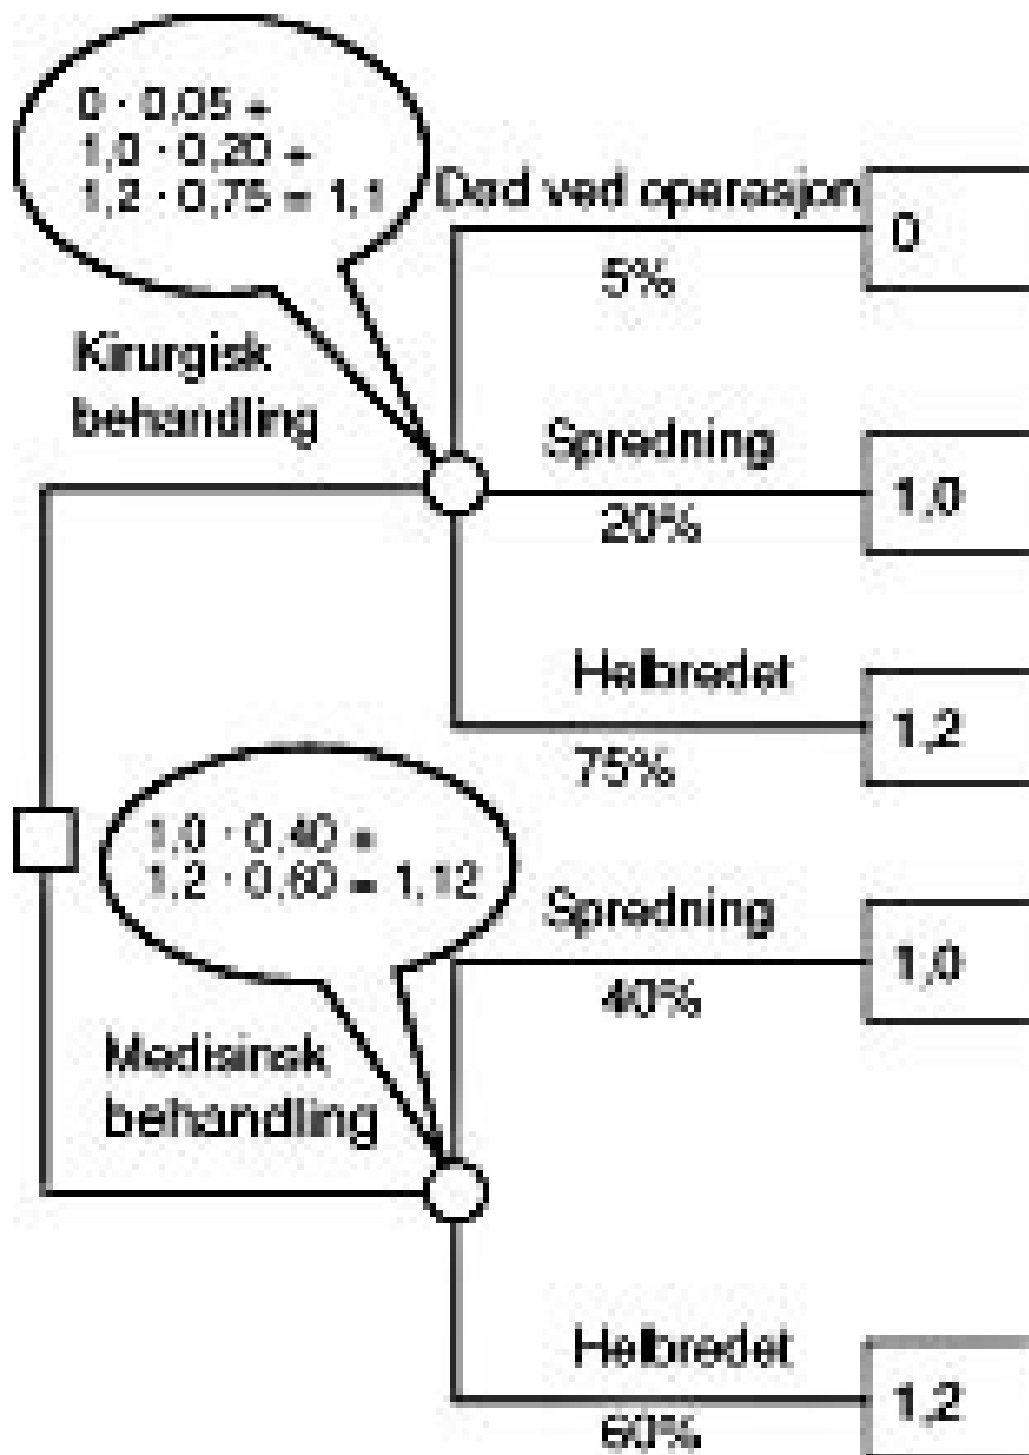 0 · 0,05 +
1,0 · 0,20 +
1,2 · 0,75 = 1,1
Død ved operasjon
0
5%
Kirurgisk
behandling
Spredning
1,0
20%
Helbredet
1,2
75%
1,0 · 0,40 +
1,2 · 0,60 = 1,12
Spredning
1,0
40%
Medisinsk
behandling
Helbredet
1,2
60%